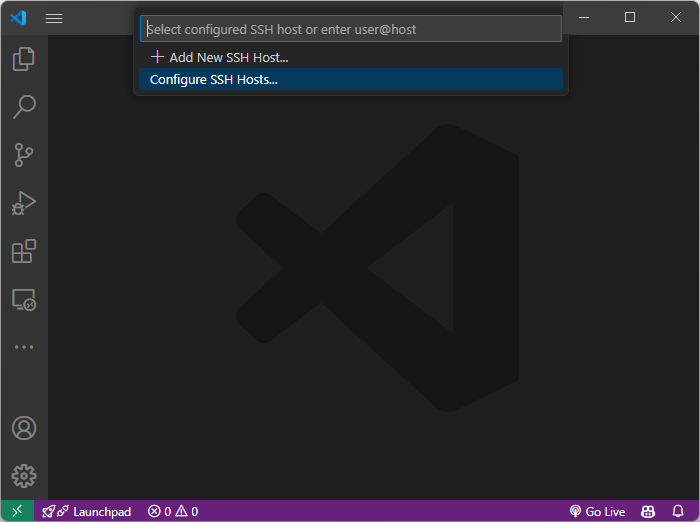 Select configured SSH host or enter user@host
Add New SSH Host...
Configure SSH Hosts...
Launchpad 0 0 Go Live